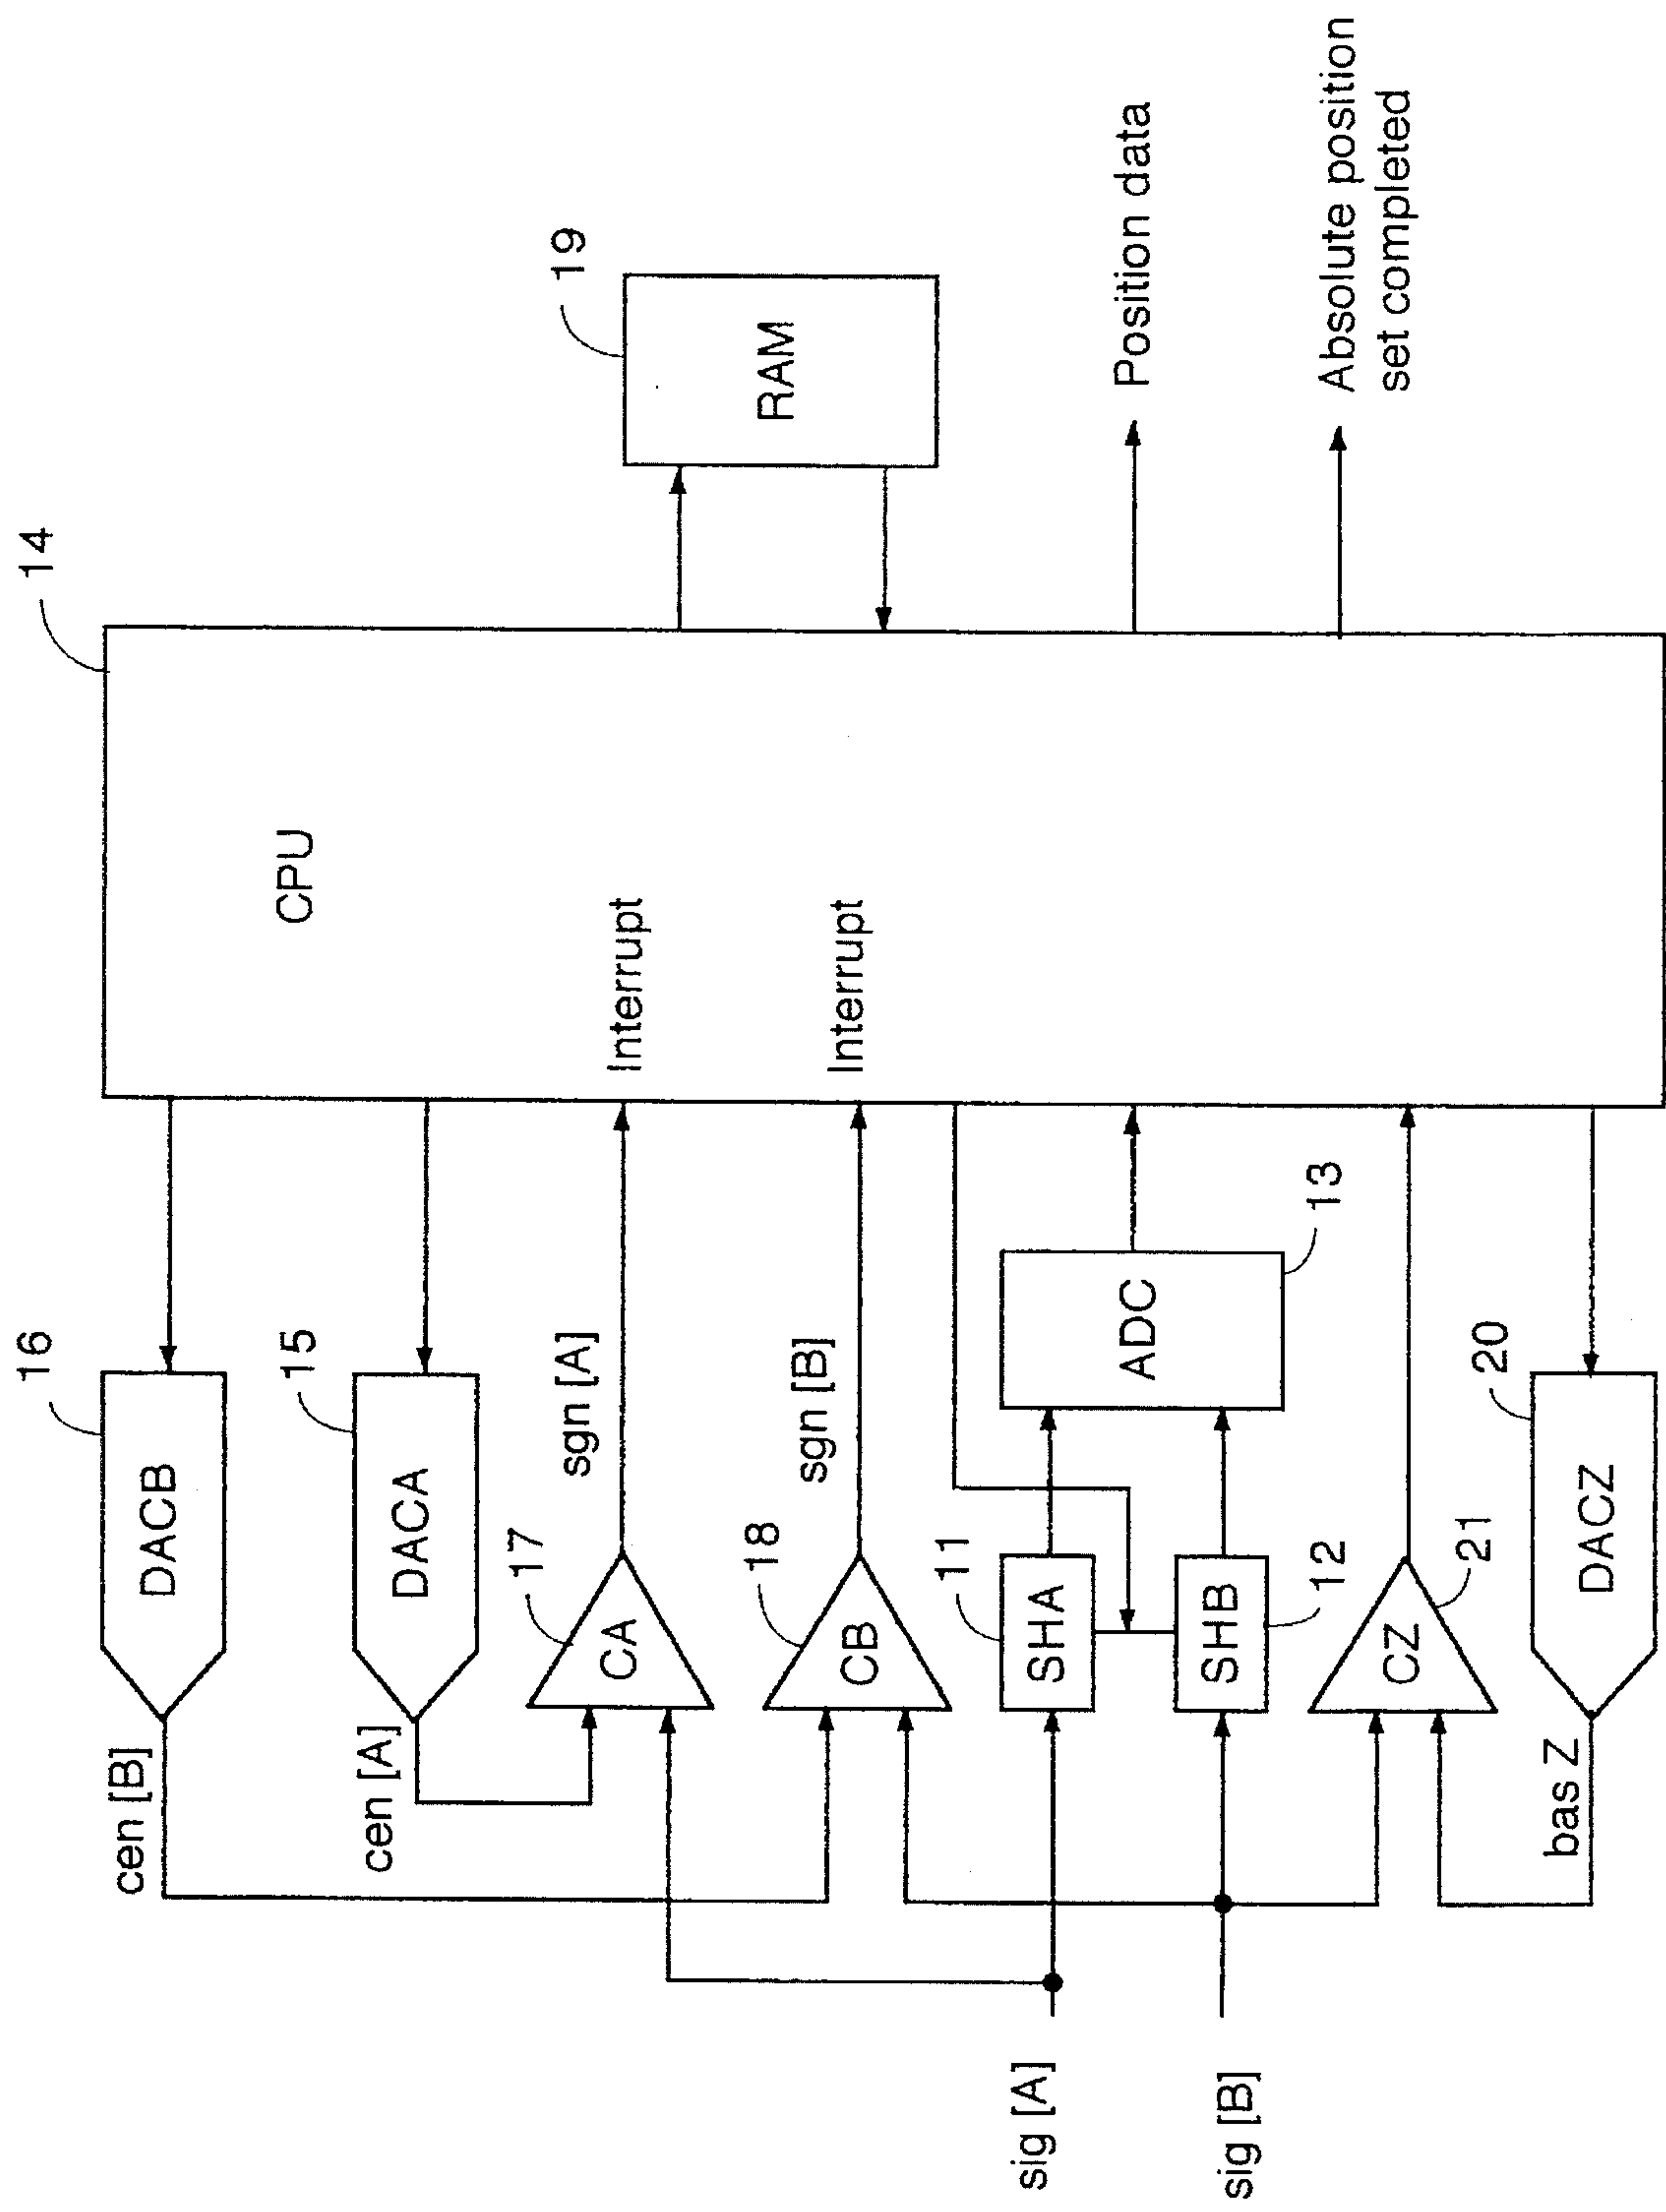 14
CPU
Interrupt
Interrupt
19
RAM
Position data
Absolute position
set completed
16
DACB
cen [B]
15
DACA
cen [A]
17
CA
sgn [A]
18
CB
sgn [B]
11
SHA
SHB
12
ADC
13
21
CZ
20
DACZ
bas Z
sig [A]
sig [B]